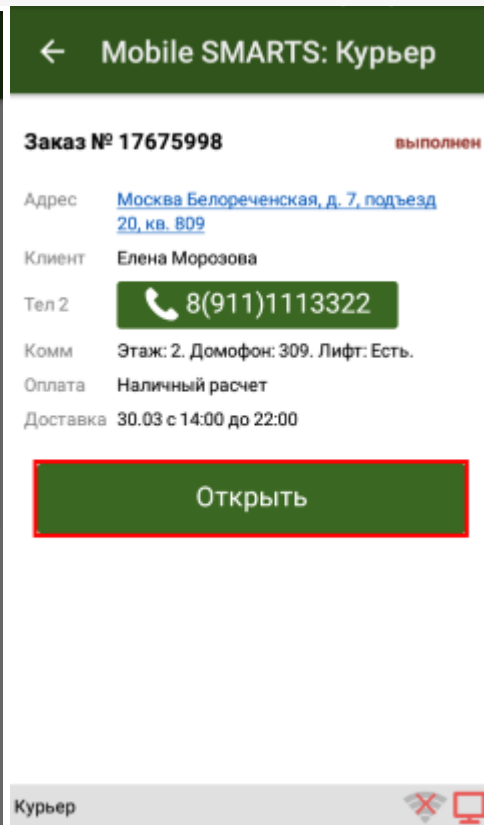 Mobile SMARTS: Курьер
Заказ № 17675998 выполнен
Адрес Москва Белореченская, д. 7, подъезд
20, кв. 809
Клиент Елена Морозова
Тел 2 8(911)1113322
Комм Этаж: 2. Домофон: 309. Лифт: Есть.
Оплата Наличный расчет
Доставка 30.03 с 14:00 до 22:00
Открыть
Курьер